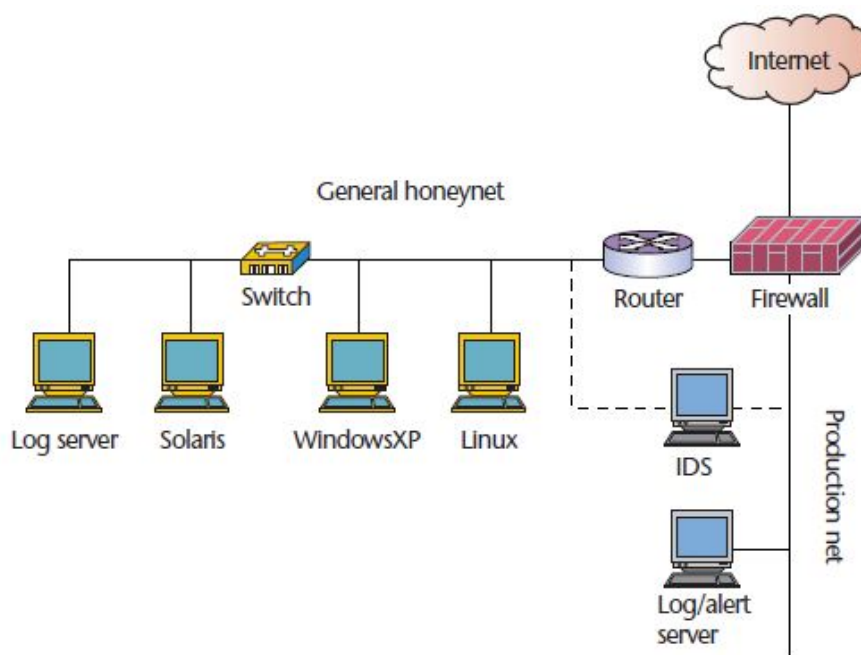 Internet
General honeynet
Switch
Router
Firewall
Log server
Solaris
WindowsXP
Linux
IDS
Production net
Log/alert
server